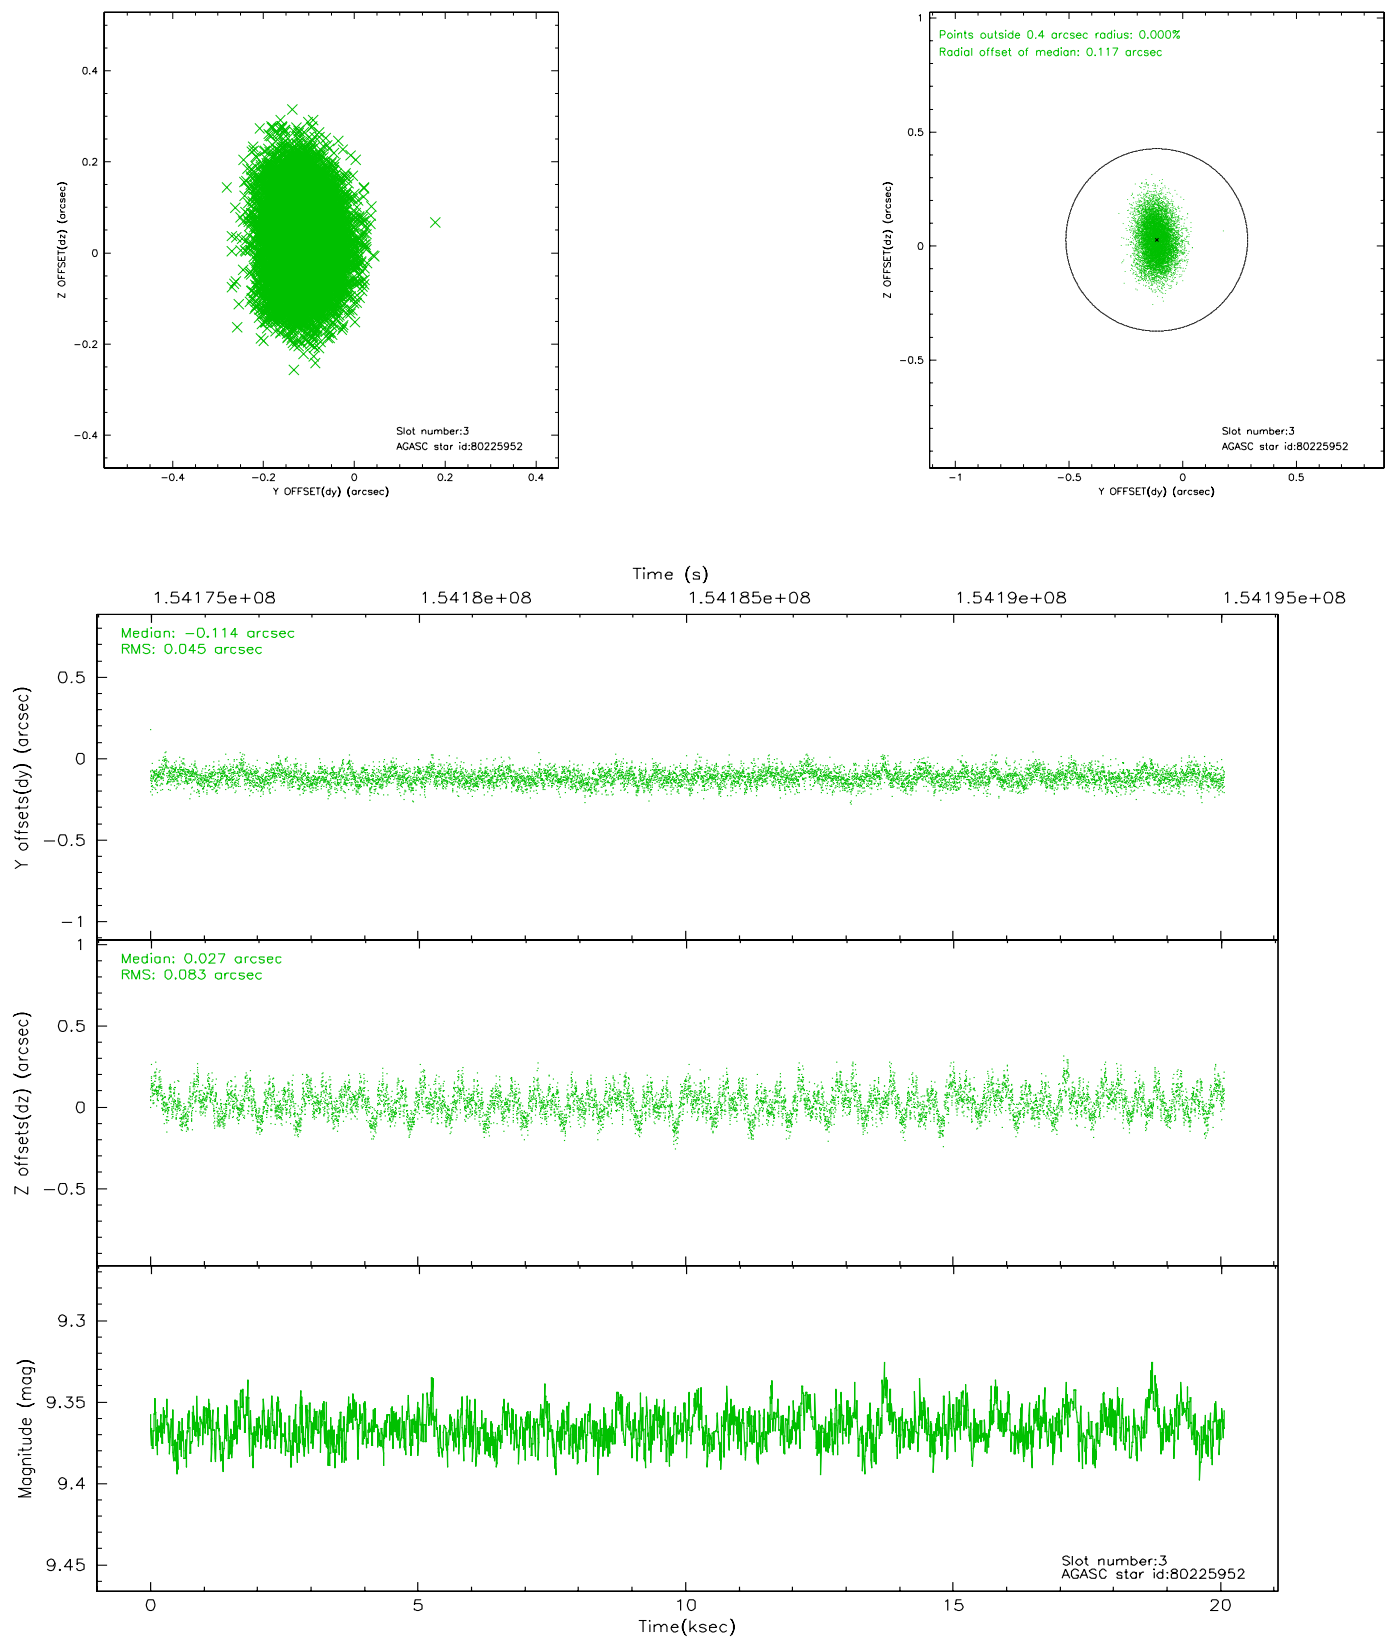 0.4
0.2
0
−0.2
−0.4
Z OFFSET(dz) (arcsec)
Slot number:3
AGASC star id:80225952
−0.4 −0.2 0 0.2 0.4
Y OFFSET(dy) (arcsec)
Points outside 0.4 arcsec radius: 0.000%
Radial offset of median: 0.117 arcsec
1
0.5
0
−0.5
Z OFFSET(dz) (arcsec)
Slot number:3
AGASC star id:80225952
−1 −0.5 0 0.5
Y OFFSET(dy) (arcsec)
Time (s)
1.54175e+08 1.5418e+08 1.54185e+08 1.5419e+08 1.54195e+08
Median: −0.114 arcsec
RMS: 0.045 arcsec
0.5
0
−0.5
−1
Y offsets(dy) (arcsec)
Median: 0.027 arcsec
RMS: 0.083 arcsec
1
0.5
0
−0.5
Z offsets(dz) (arcsec)
9.3
9.35
9.4
9.45
Magnitude (mag)
Slot number:3
AGASC star id:80225952
0 5 10 15 20
Time(ksec)